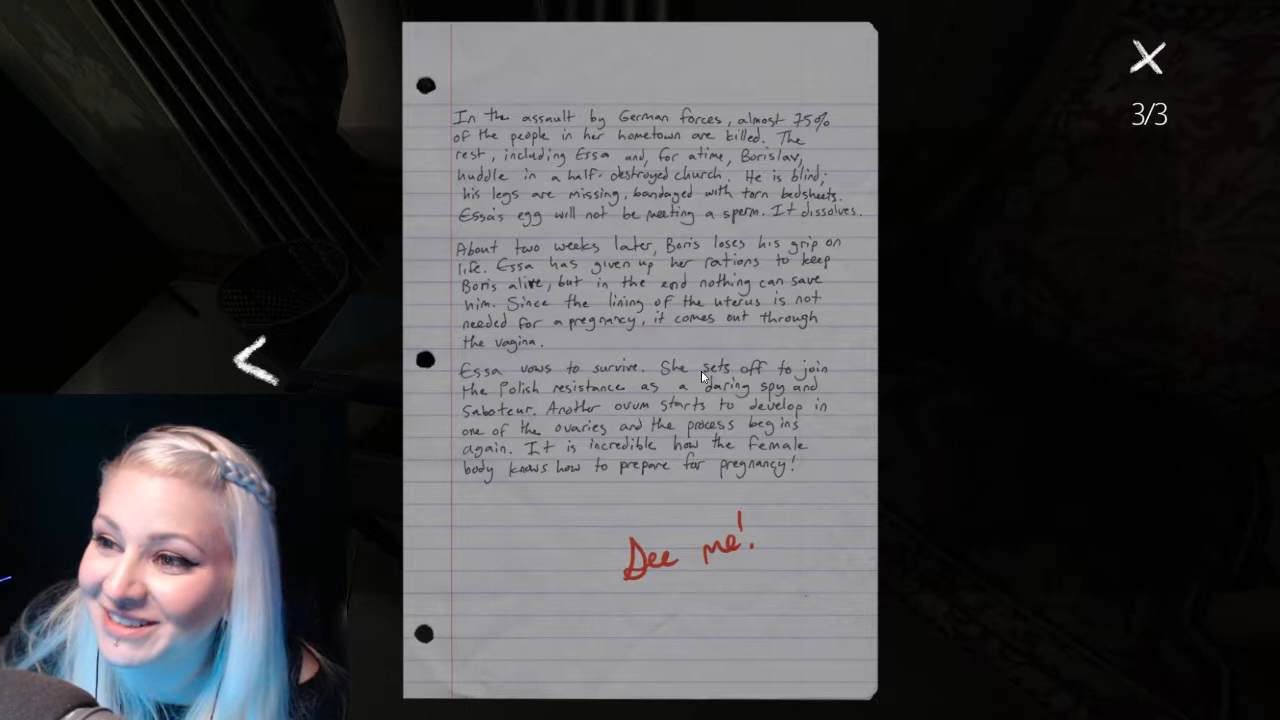 3/3
In the assault by German forces, almost 75%
of the people in her hometown are killed. The
rest, including Essa and, for a time, Borislav,
huddle in a half-destroyed church. He is blind;
his legs are missing, bandaged with torn bedsheets.
Essa's egg will not be meeting a sperm. It dissolves.
About two weeks later, Boris loses his grip on
life. Essa has given up her rations to keep
Boris alive, but in the end nothing can save
him. Since the lining of the uterus is not
needed for a pregnancy, it comes out through
the vagina.
Essa vows to survive. She sets off to join
the Polish resistance as a daring spy and
saboteur. Another ovum starts to develop in
one of the ovaries and the process begins
again. It is incredible how the female
body knows how to prepare for pregnancy!
See me!